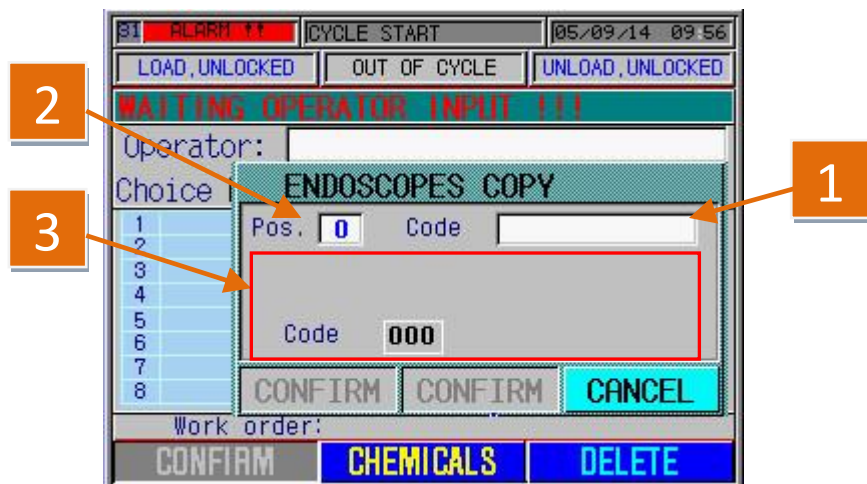 31 ALARM !! CYCLE START 05/09/14 09:56
LOAD,UNLOCKED OUT OF CYCLE UNLOAD,UNLOCKED
WAITING OPERATOR INPUT !!!
2
Operator:
ENDOSCOPES COPY
Choice
1
1
Pos. 0 Code
2
3
3
4
5
Code 000
6
7
8
CONFIRM CONFIRM CANCEL
Work order:
CONFIRM CHEMICALS DELETE